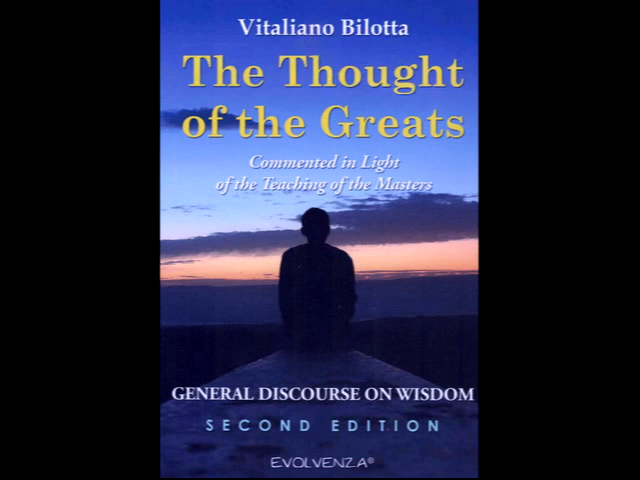 Vitaliano Bilotta
The Thought
of the Greats
Commented in Light
of the Teaching of the Masters
GENERAL DISCOURSE ON WISDOM
SECOND EDITION
EVOLVENZA®